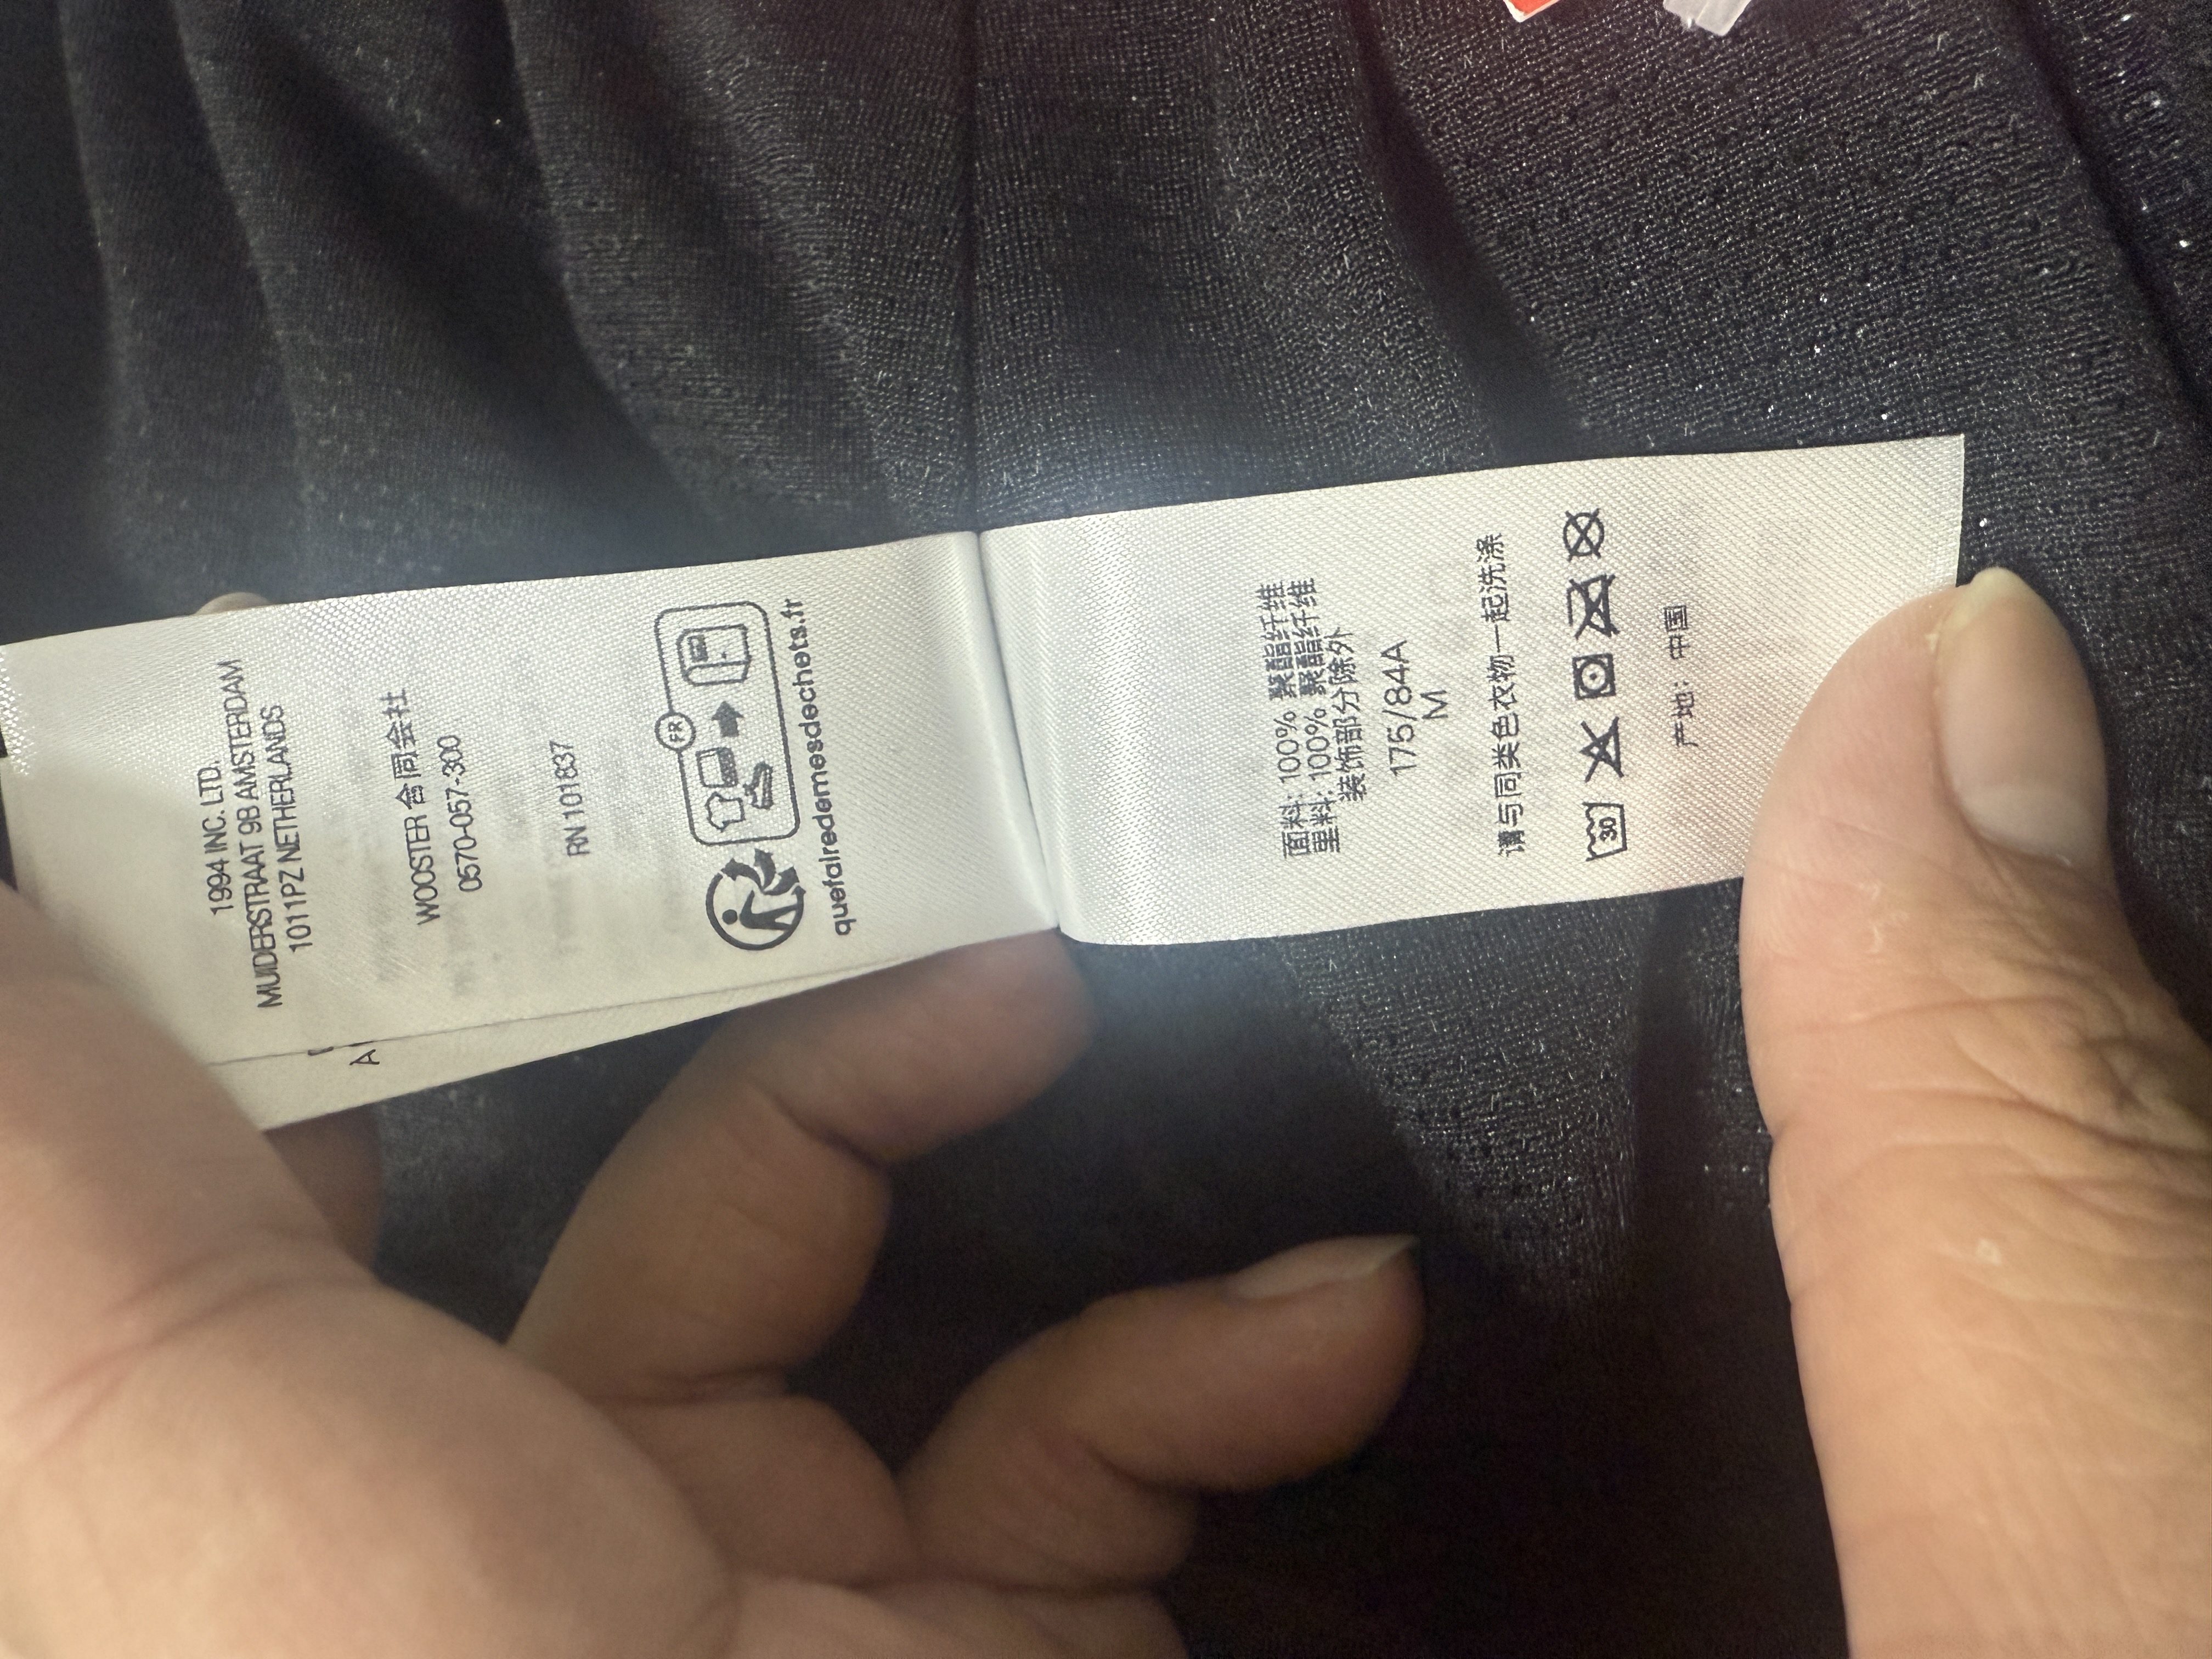 1994 INC. LTD.
MUIDERSTRAAT 9B AMSTERDAM
1011PZ NETHERLANDS
WOOSTER 合同会社
0570-057-300
RN 101837
FR
quefairedemesdechets.fr
面料: 100% 聚酯纤维
里料: 100% 聚酯纤维
装饰部分除外
175/84A
M
请与同类色衣物一起洗涤
30
产地: 中国